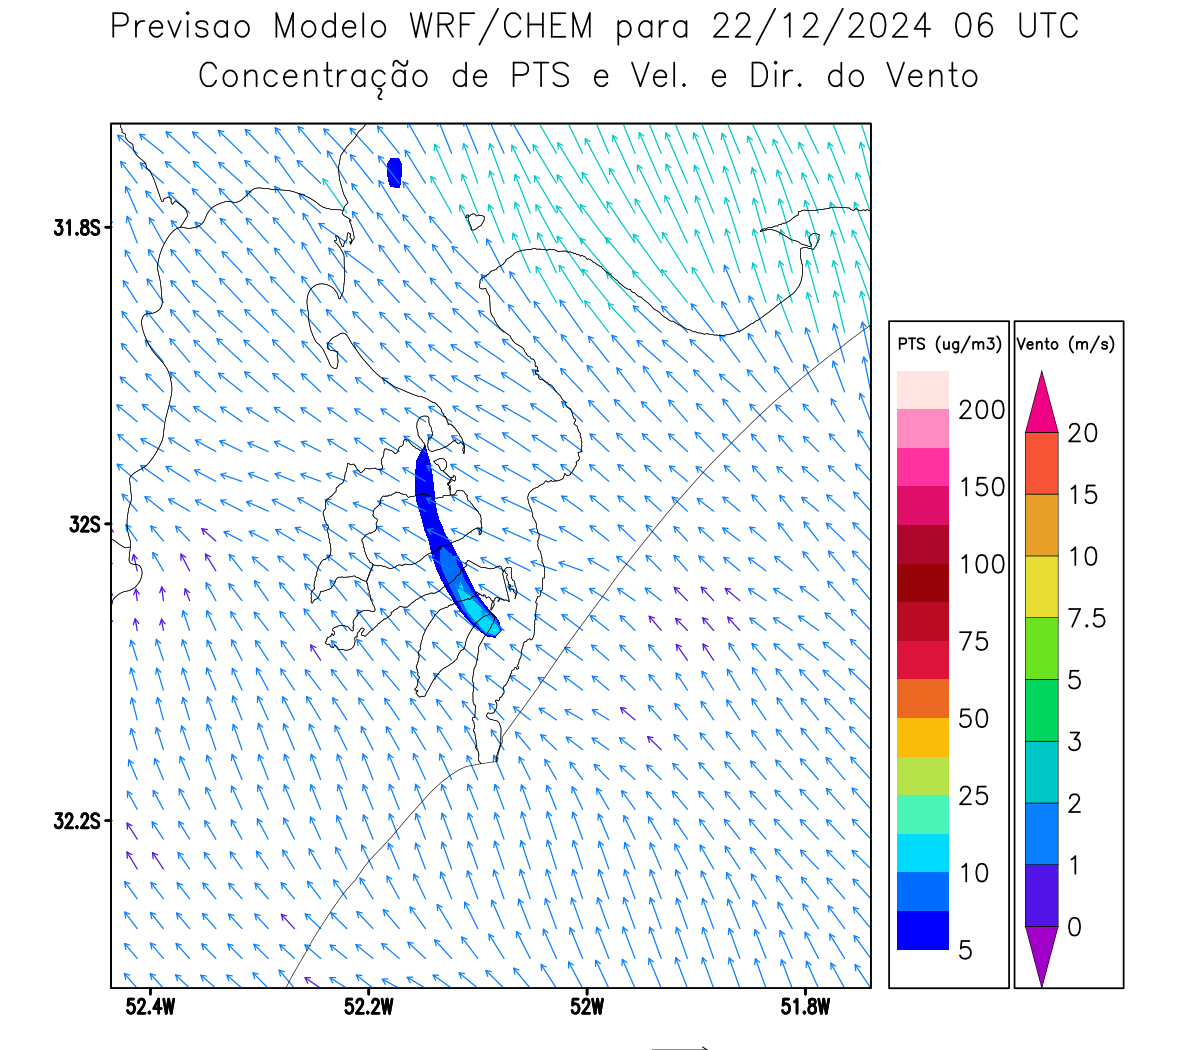 Previsao Modelo WRF/CHEM para 22/12/2024 06 UTC
Concentração de PTS e Vel. e Dir. do Vento
31.8S
32S
32.2S
52.4W
52.2W
52W
51.8W
PTS (ug/m3)
200
150
100
75
50
25
10
5
Vento (m/s)
20
15
10
7.5
5
3
2
1
0